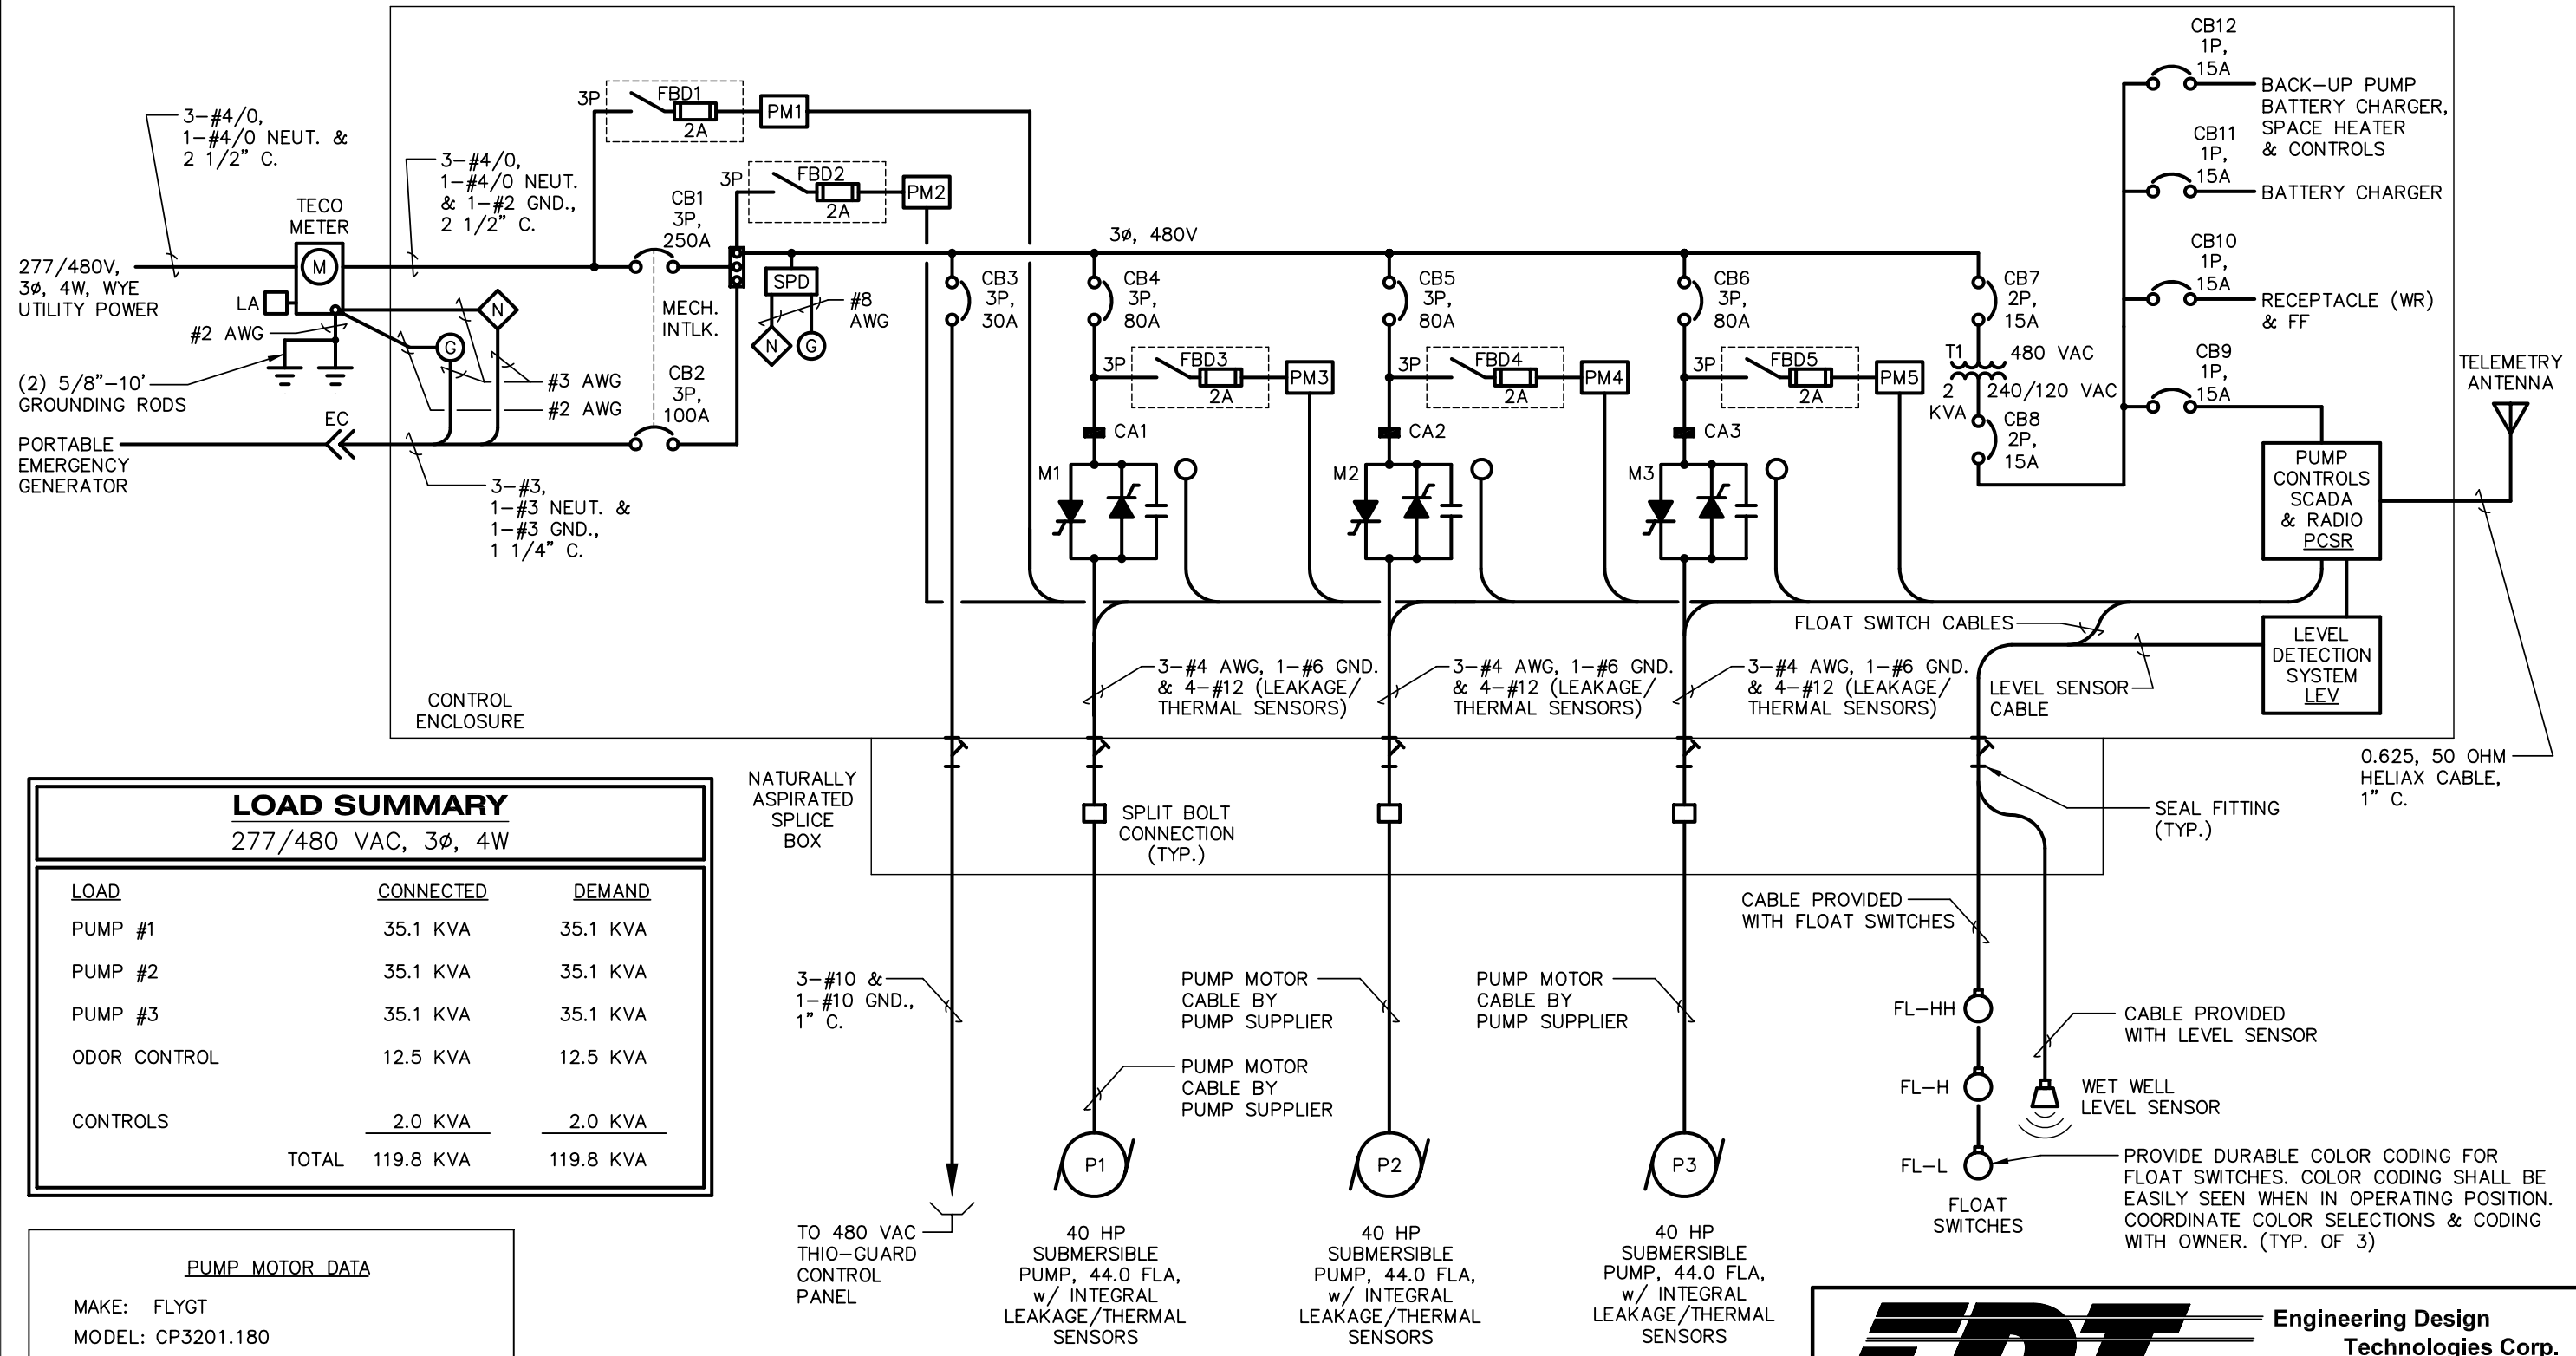 3-#4/0,
1-#4/0 NEUT. &
2 1/2" C.
TECO
METER
M
277/480V,
3ø, 4W, WYE
UTILITY POWER
LA
#2 AWG
(2) 5/8"-10'
GROUNDING RODS
EC
PORTABLE
EMERGENCY
GENERATOR
3-#4/0,
1-#4/0 NEUT.
& 1-#2 GND.,
2 1/2" C.
N
G
#3 AWG
#2 AWG
3-#3,
1-#3 NEUT. &
1-#3 GND.,
1 1/4" C.
3P
FBD1
2A
PM1
3P
FBD2
2A
PM2
CB1
3P,
250A
MECH.
INTLK.
CB2
3P,
100A
SPD
N
G
#8
AWG
3ø, 480V
CB3
3P,
30A
CB4
3P,
80A
3P
FBD3
2A
PM3
CA1
M1
CB5
3P,
80A
3P
FBD4
2A
PM4
CA2
M2
CB6
3P,
80A
3P
FBD5
2A
PM5
CA3
M3
CB7
2P,
15A
T1
480 VAC
2
KVA
240/120 VAC
CB8
2P,
15A
CB12
1P,
15A
BACK-UP PUMP
BATTERY CHARGER,
SPACE HEATER
& CONTROLS
CB11
1P,
15A
BATTERY CHARGER
CB10
1P,
15A
RECEPTACLE (WR)
& FF
CB9
1P,
15A
TELEMETRY
ANTENNA
PUMP
CONTROLS
SCADA
& RADIO
PCSR
LEVEL
DETECTION
SYSTEM
LEV
FLOAT SWITCH CABLES
LEVEL SENSOR
CABLE
3-#4 AWG, 1-#6 GND.
& 4-#12 (LEAKAGE/
THERMAL SENSORS)
3-#4 AWG, 1-#6 GND.
& 4-#12 (LEAKAGE/
THERMAL SENSORS)
3-#4 AWG, 1-#6 GND.
& 4-#12 (LEAKAGE/
THERMAL SENSORS)
CONTROL
ENCLOSURE
0.625, 50 OHM
HELIAX CABLE,
1" C.
NATURALLY
ASPIRATED
SPLICE
BOX
SPLIT BOLT
CONNECTION
(TYP.)
SEAL FITTING
(TYP.)
LOAD SUMMARY
277/480 VAC, 3ø, 4W
LOAD CONNECTED DEMAND
PUMP #1 35.1 KVA 35.1 KVA
PUMP #2 35.1 KVA 35.1 KVA
PUMP #3 35.1 KVA 35.1 KVA
ODOR CONTROL 12.5 KVA 12.5 KVA
CONTROLS 2.0 KVA 2.0 KVA
TOTAL 119.8 KVA 119.8 KVA
3-#10 &
1-#10 GND.,
1" C.
PUMP MOTOR
CABLE BY
PUMP SUPPLIER
PUMP MOTOR
CABLE BY
PUMP SUPPLIER
PUMP MOTOR
CABLE BY
PUMP SUPPLIER
CABLE PROVIDED
WITH FLOAT SWITCHES
CABLE PROVIDED
WITH LEVEL SENSOR
FL-HH
FL-H
FL-L
WET WELL
LEVEL SENSOR
FLOAT
SWITCHES
PROVIDE DURABLE COLOR CODING FOR
FLOAT SWITCHES. COLOR CODING SHALL BE
EASILY SEEN WHEN IN OPERATING POSITION.
COORDINATE COLOR SELECTIONS & CODING
WITH OWNER. (TYP. OF 3)
P1
P2
P3
TO 480 VAC
THIO-GUARD
CONTROL
PANEL
40 HP
SUBMERSIBLE
PUMP, 44.0 FLA,
w/ INTEGRAL
LEAKAGE/THERMAL
SENSORS
40 HP
SUBMERSIBLE
PUMP, 44.0 FLA,
w/ INTEGRAL
LEAKAGE/THERMAL
SENSORS
40 HP
SUBMERSIBLE
PUMP, 44.0 FLA,
w/ INTEGRAL
LEAKAGE/THERMAL
SENSORS
PUMP MOTOR DATA
MAKE: FLYGT
MODEL: CP3201.180
EDT
Engineering Design
Technologies Corp.